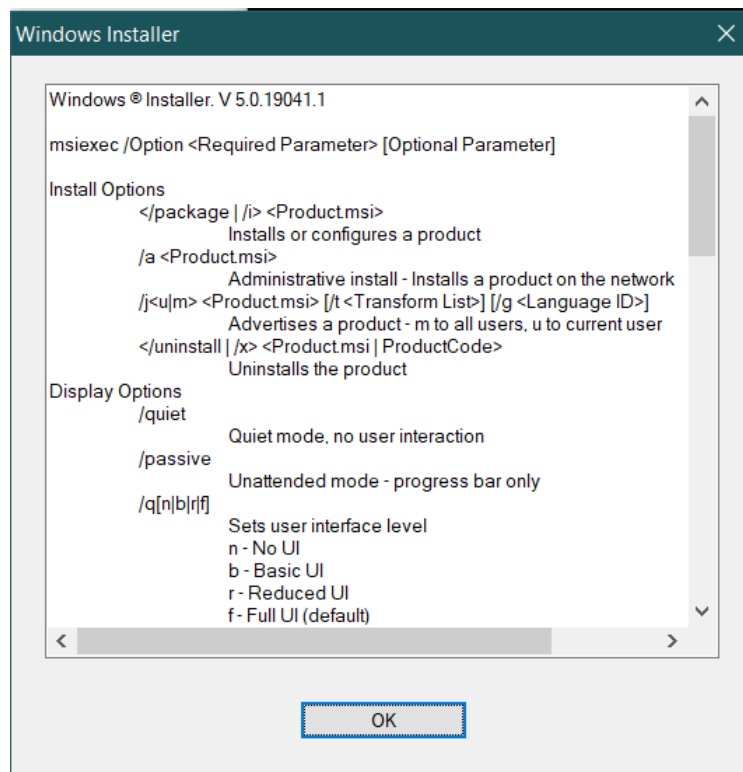 Windows Installer
Windows ® Installer. V 5.0.19041.1
msiexec /Option <Required Parameter> [Optional Parameter]
Install Options
</package | /i> <Product.msi>
Installs or configures a product
/a <Product.msi>
Administrative install - Installs a product on the network
/j<u|m> <Product.msi> [/t <Transform List>] [/g <Language ID>]
Advertises a product - m to all users, u to current user
</uninstall | /x> <Product.msi | ProductCode>
Uninstalls the product
Display Options
/quiet
Quiet mode, no user interaction
/passive
Unattended mode - progress bar only
/q[n|b|r|f]
Sets user interface level
n - No UI
b - Basic UI
r - Reduced UI
f - Full UI (default)
OK